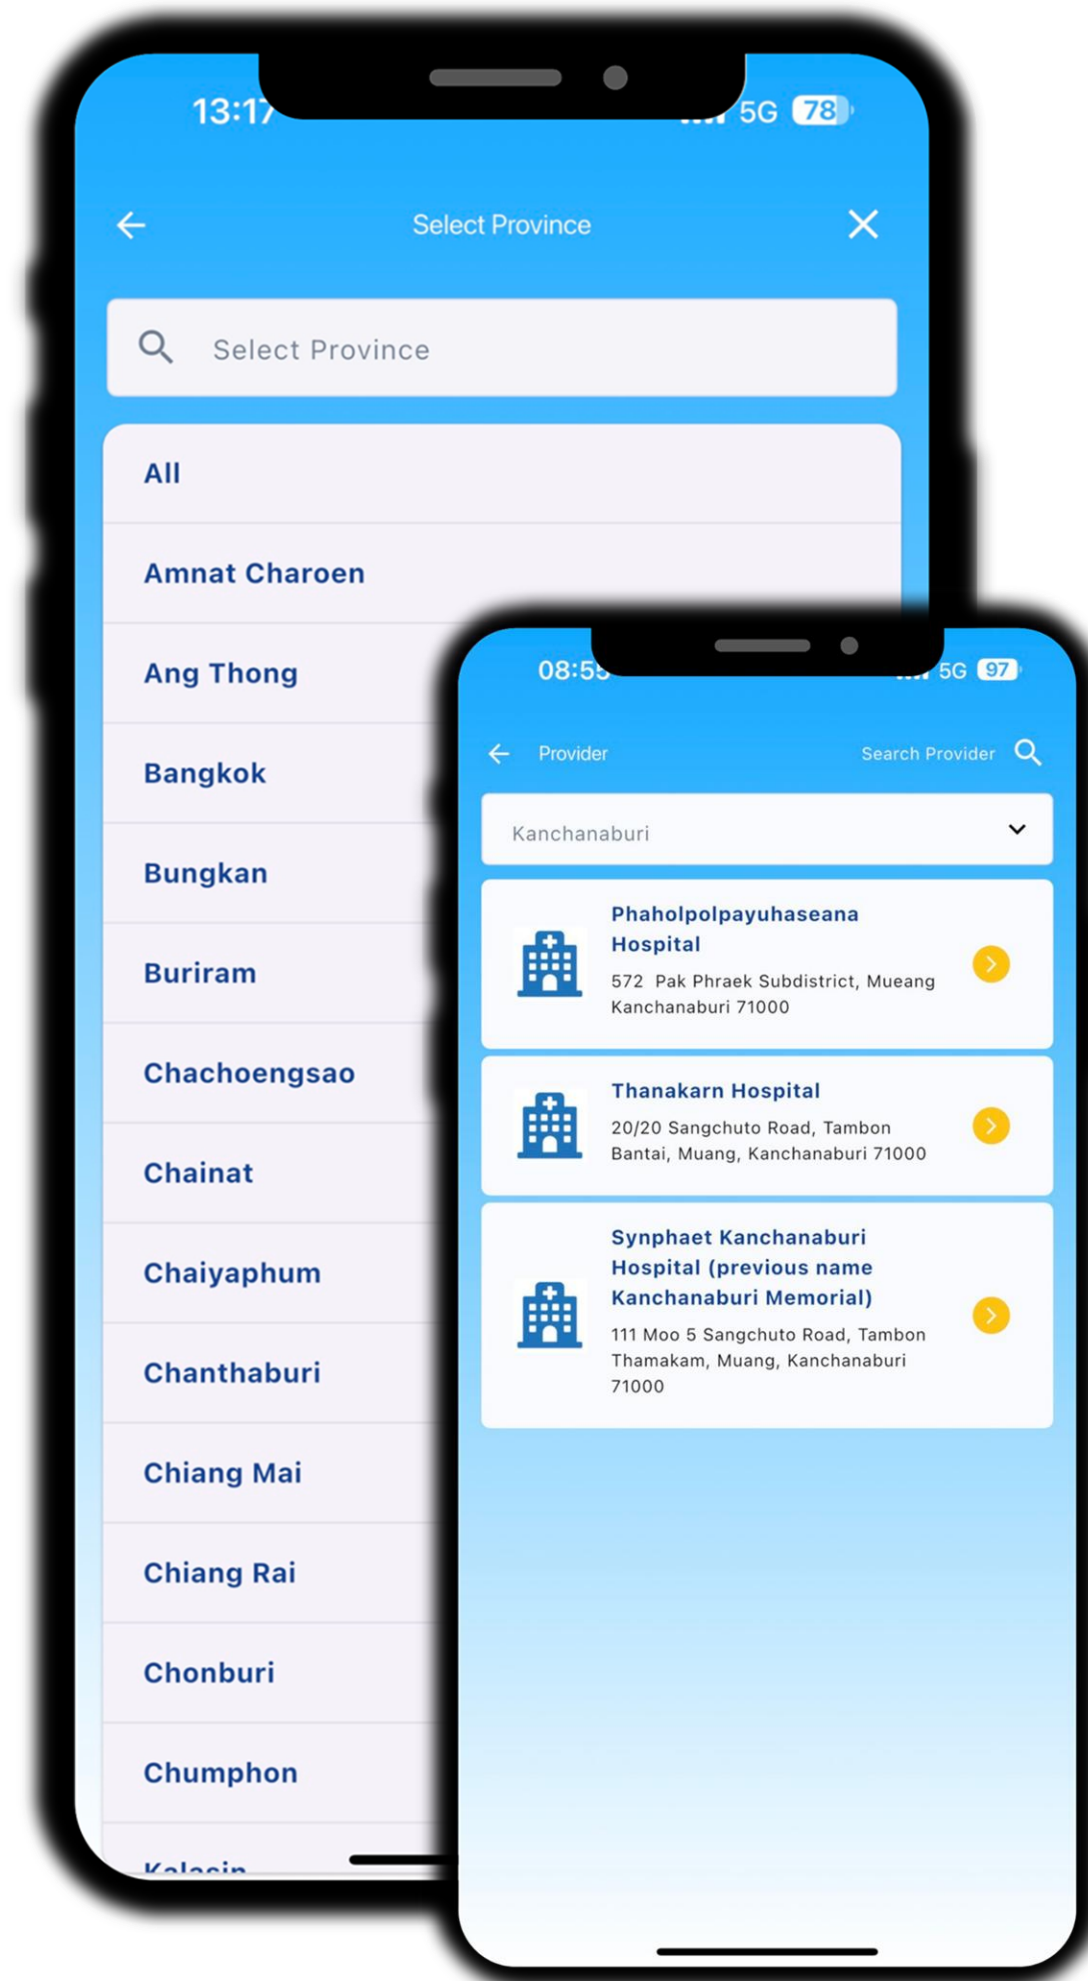 13:17
5G 78
Select Province
Select Province
All
Amnat Charoen
Ang Thong
Bangkok
Bungkan
Buriram
Chachoengsao
Chainat
Chaiyaphum
Chanthaburi
Chiang Mai
Chiang Rai
Chonburi
Chumphon
Kalasin
08:55
5G 97
Provider
Search Provider
Kanchanaburi
Phaholpolpayuhaseana
Hospital
572 Pak Phraek Subdistrict, Mueang
Kanchanaburi 71000
Thanakarn Hospital
20/20 Sangchuto Road, Tambon
Bantai, Muang, Kanchanaburi 71000
Synphaet Kanchanaburi
Hospital (previous name
Kanchanaburi Memorial)
111 Moo 5 Sangchuto Road, Tambon
Thamakam, Muang, Kanchanaburi
71000